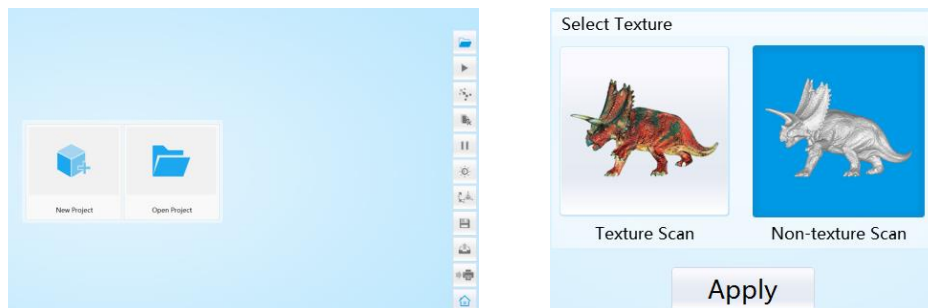 New Project
Open Project
Select Texture
Texture Scan
Non-texture Scan
Apply